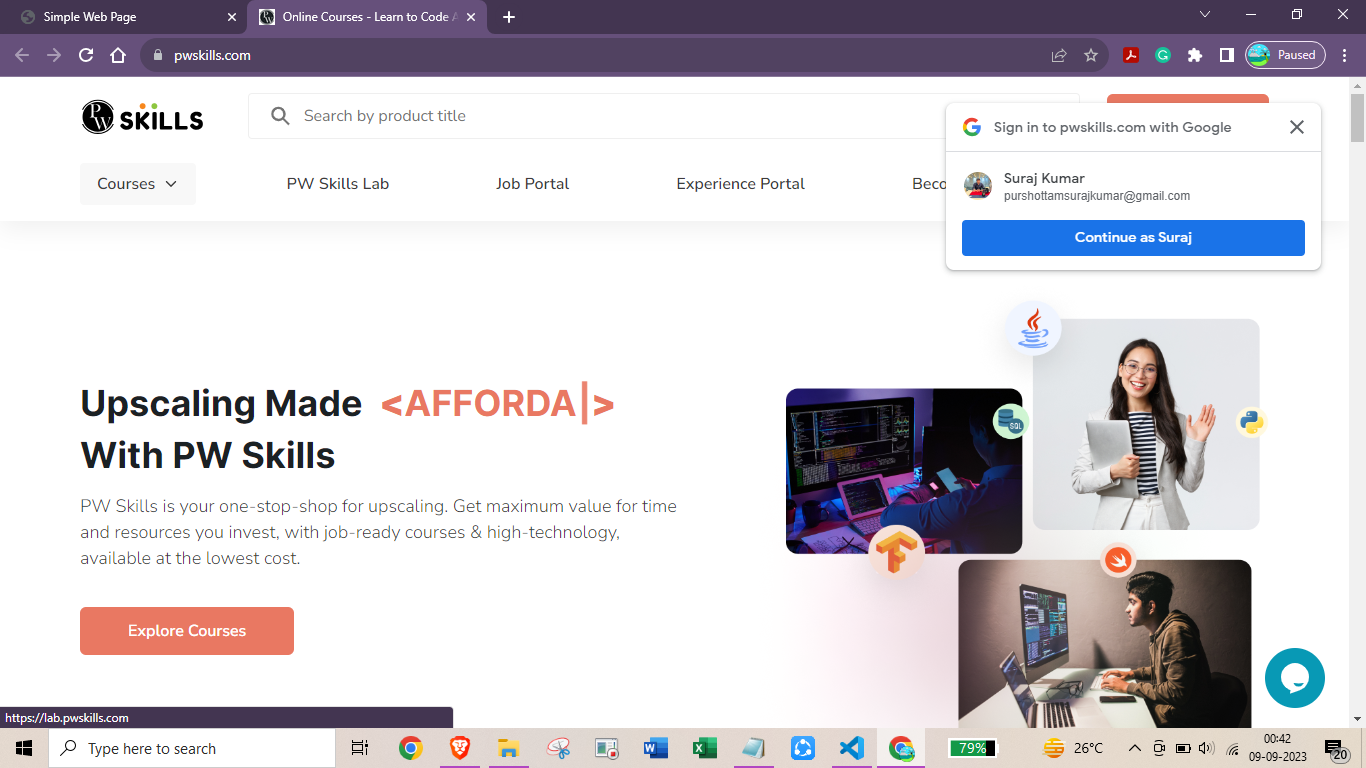 Simple Web Page
Online Courses - Learn to Code A
pwskills.com
Paused
PW SKILLS
Search by product title
Courses
PW Skills Lab
Job Portal
Experience Portal
Beco
Sign in to pwskills.com with Google
Suraj Kumar
purshottamsurajkumar@gmail.com
Continue as Suraj
Upscaling Made <AFFORDA|>
With PW Skills
PW Skills is your one-stop-shop for upscaling. Get maximum value for time
and resources you invest, with job-ready courses & high-technology,
available at the lowest cost.
Explore Courses
SQL
https://lab.pwskills.com
Type here to search
79%
26°C
00:42
09-09-2023
20